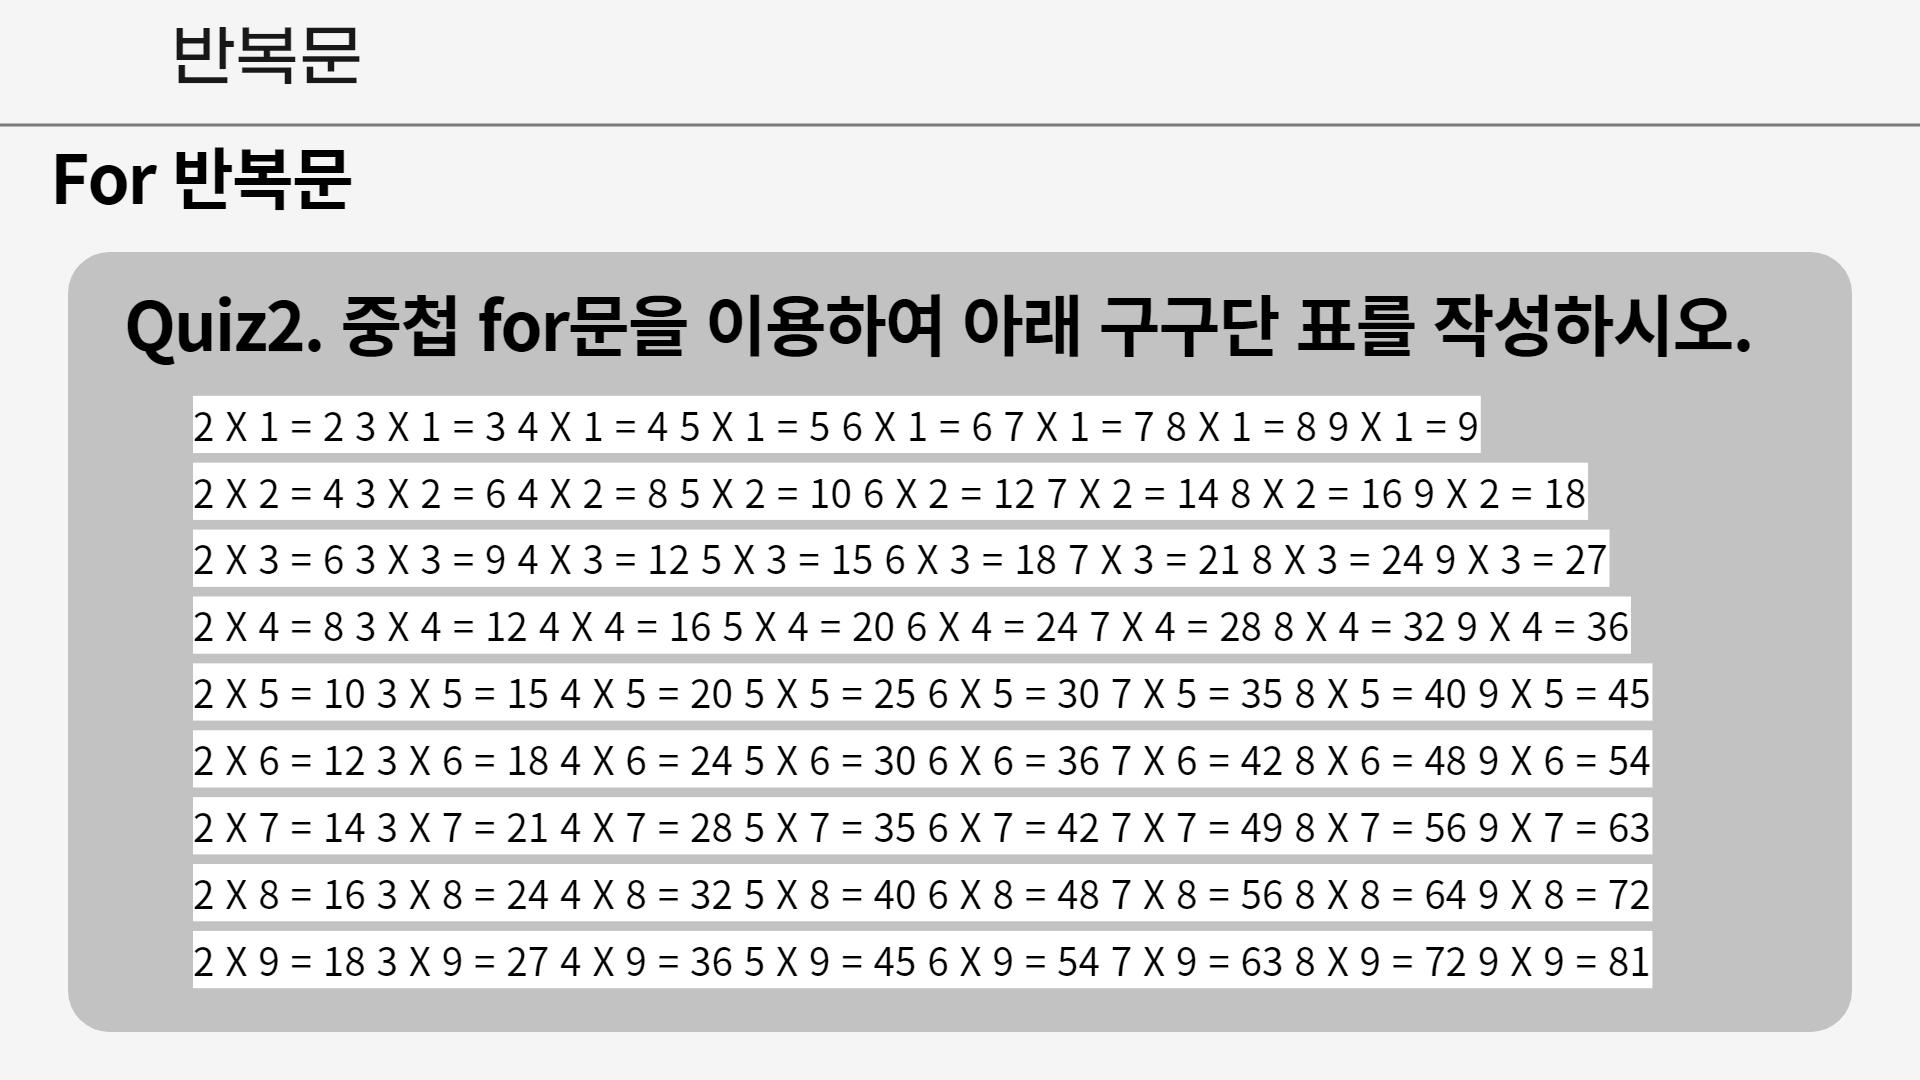 반복문
For 반복문
Quiz2. 중첩 for문을 이용하여 아래 구구단 표를 작성하시오.
2 X 1 = 2 3 X 1 = 3 4 X 1 = 4 5 X 1 = 5 6 X 1 = 6 7 X 1 = 7 8 X 1 = 8 9 X 1 = 9
2 X 2 = 4 3 X 2 = 6 4 X 2 = 8 5 X 2 = 10 6 X 2 = 12 7 X 2 = 14 8 X 2 = 16 9 X 2 = 18
2 X 3 = 6 3 X 3 = 9 4 X 3 = 12 5 X 3 = 15 6 X 3 = 18 7 X 3 = 21 8 X 3 = 24 9 X 3 = 27
2 X 4 = 8 3 X 4 = 12 4 X 4 = 16 5 X 4 = 20 6 X 4 = 24 7 X 4 = 28 8 X 4 = 32 9 X 4 = 36
2 X 5 = 10 3 X 5 = 15 4 X 5 = 20 5 X 5 = 25 6 X 5 = 30 7 X 5 = 35 8 X 5 = 40 9 X 5 = 45
2 X 6 = 12 3 X 6 = 18 4 X 6 = 24 5 X 6 = 30 6 X 6 = 36 7 X 6 = 42 8 X 6 = 48 9 X 6 = 54
2 X 7 = 14 3 X 7 = 21 4 X 7 = 28 5 X 7 = 35 6 X 7 = 42 7 X 7 = 49 8 X 7 = 56 9 X 7 = 63
2 X 8 = 16 3 X 8 = 24 4 X 8 = 32 5 X 8 = 40 6 X 8 = 48 7 X 8 = 56 8 X 8 = 64 9 X 8 = 72
2 X 9 = 18 3 X 9 = 27 4 X 9 = 36 5 X 9 = 45 6 X 9 = 54 7 X 9 = 63 8 X 9 = 72 9 X 9 = 81